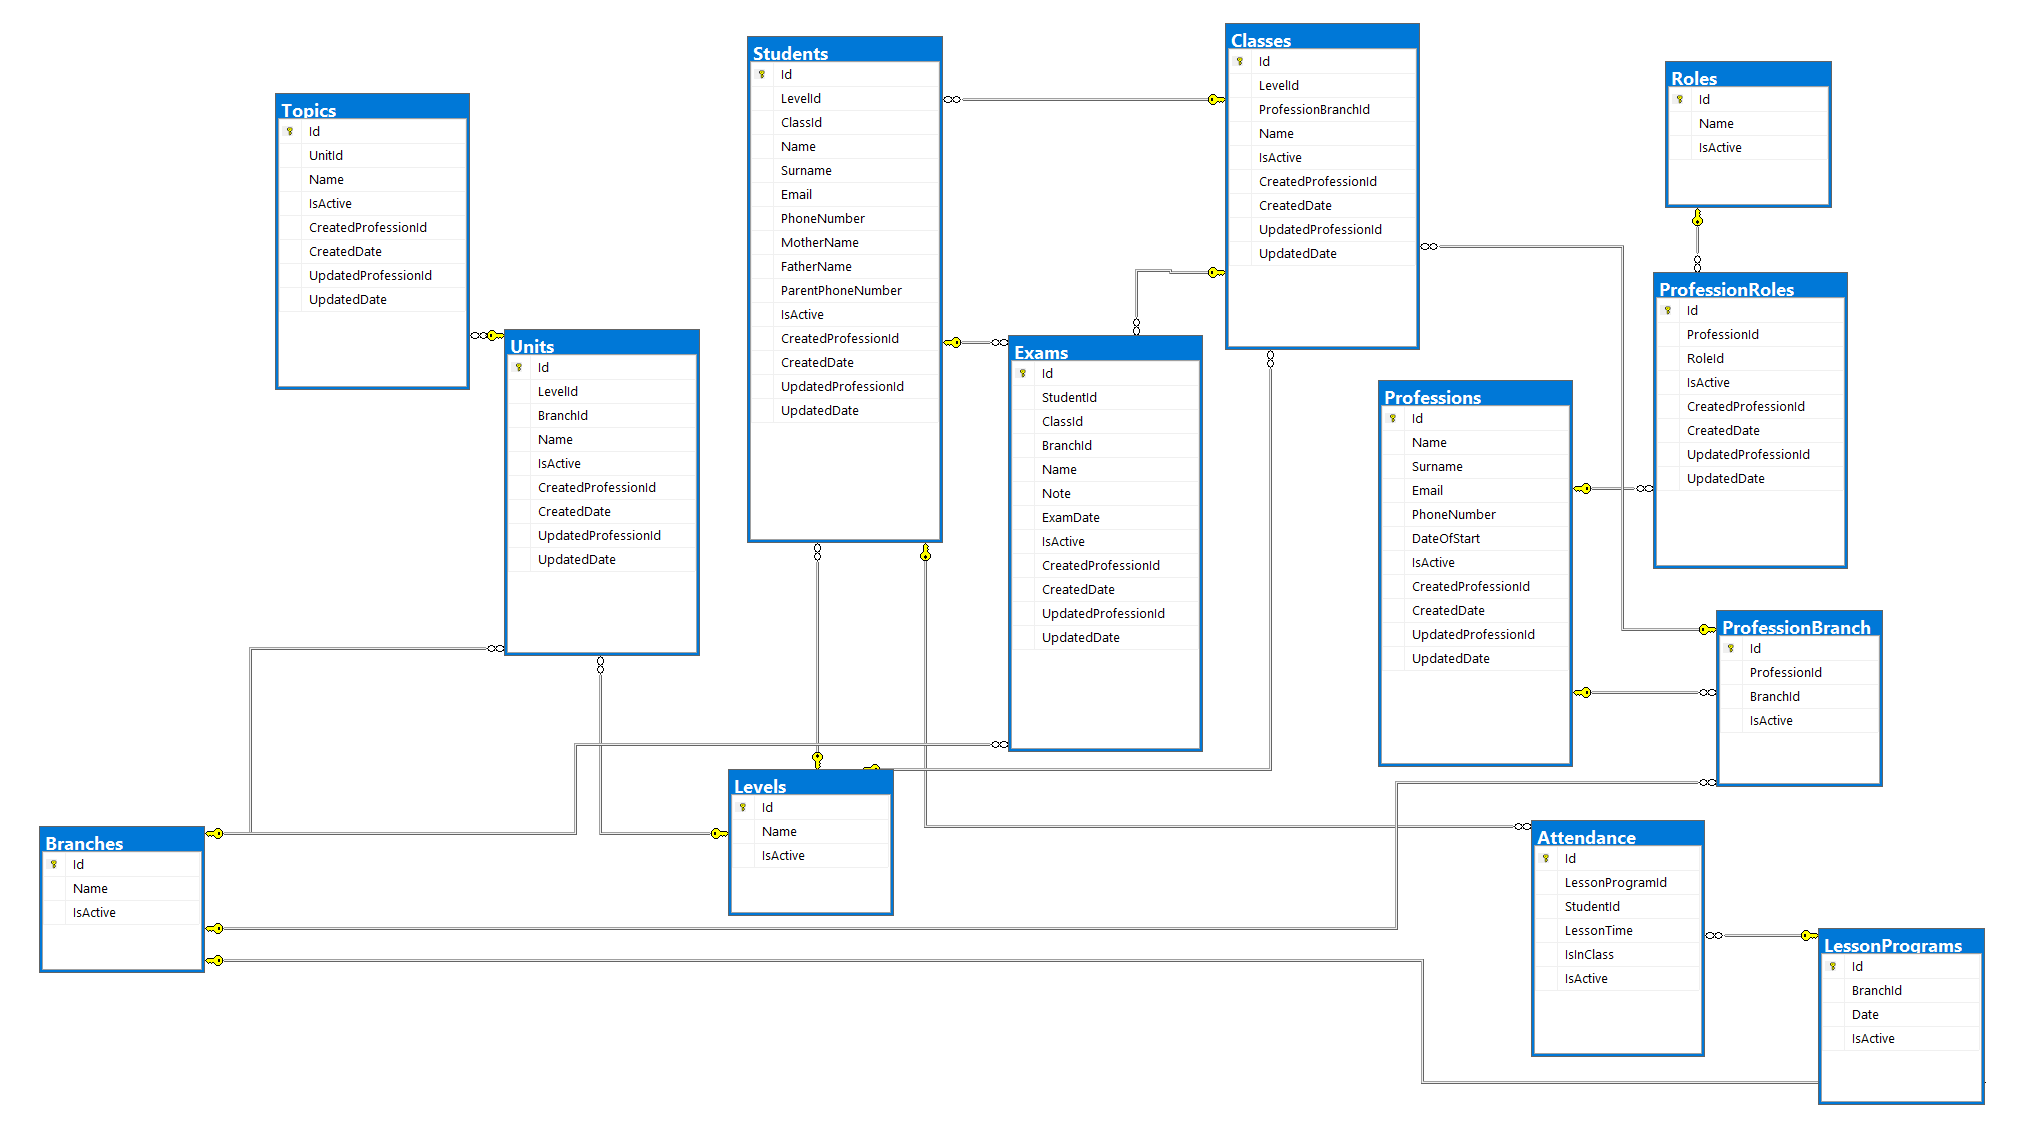 Topics
Id
UnitId
Name
IsActive
CreatedProfessionId
CreatedDate
UpdatedProfessionId
UpdatedDate
Units
Id
LevelId
BranchId
Name
IsActive
CreatedProfessionId
CreatedDate
UpdatedProfessionId
UpdatedDate
Students
Id
LevelId
ClassId
Name
Surname
Email
PhoneNumber
MotherName
FatherName
ParentPhoneNumber
IsActive
CreatedProfessionId
CreatedDate
UpdatedProfessionId
UpdatedDate
Exams
Id
StudentId
ClassId
BranchId
Name
Note
ExamDate
IsActive
CreatedProfessionId
CreatedDate
UpdatedProfessionId
UpdatedDate
Classes
Id
LevelId
ProfessionBranchId
Name
IsActive
CreatedProfessionId
CreatedDate
UpdatedProfessionId
UpdatedDate
Roles
Id
Name
IsActive
ProfessionRoles
Id
ProfessionId
RoleId
IsActive
CreatedProfessionId
CreatedDate
UpdatedProfessionId
UpdatedDate
Professions
Id
Name
Surname
Email
PhoneNumber
DateOfStart
IsActive
CreatedProfessionId
CreatedDate
UpdatedProfessionId
UpdatedDate
ProfessionBranch
Id
ProfessionId
BranchId
IsActive
Levels
Id
Name
IsActive
Branches
Id
Name
IsActive
Attendance
Id
LessonProgramId
StudentId
LessonTime
IsInClass
IsActive
LessonPrograms
Id
BranchId
Date
IsActive